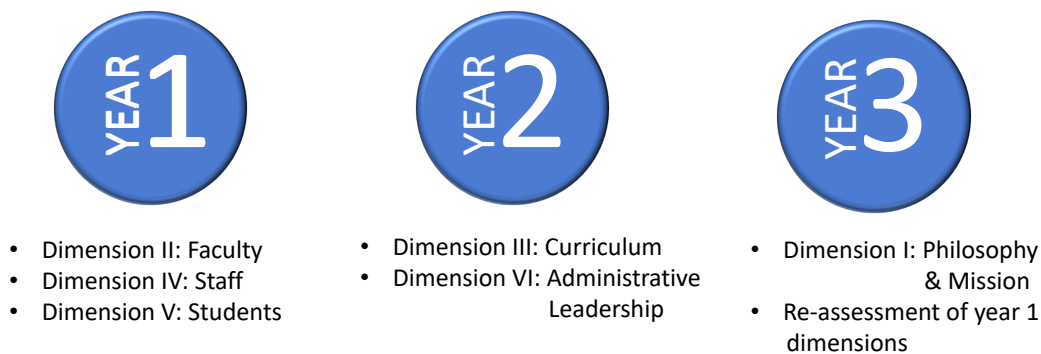 YEAR 1
• Dimension II: Faculty
• Dimension IV: Staff
• Dimension V: Students
YEAR 2
• Dimension III: Curriculum
• Dimension VI: Administrative
Leadership
YEAR 3
• Dimension I: Philosophy
& Mission
• Re-assessment of year 1
dimensions